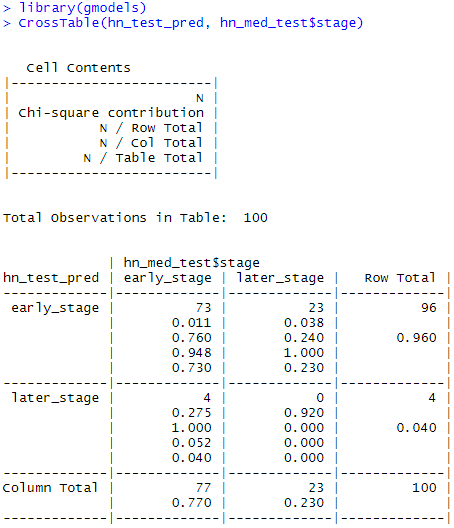 > library(gmodels)
> CrossTable(hn_test_pred, hn_med_test$stage)
Cell Contents
|-------------------------|
| N |
| Chi-square contribution |
| N / Row Total |
| N / Col Total |
| N / Table Total |
|-------------------------|
Total Observations in Table: 100
| hn_med_test$stage
hn_test_pred | early_stage | later_stage | Row Total |
-------------|-------------|-------------|-------------|
early_stage | 73 | 23 | 96 |
| 0.011 | 0.038 | |
| 0.760 | 0.240 | 0.960 |
| 0.948 | 1.000 | |
| 0.730 | 0.230 | |
-------------|-------------|-------------|-------------|
later_stage | 4 | 0 | 4 |
| 0.275 | 0.920 | |
| 1.000 | 0.000 | 0.040 |
| 0.052 | 0.000 | |
| 0.040 | 0.000 | |
-------------|-------------|-------------|-------------|
Column Total | 77 | 23 | 100 |
| 0.770 | 0.230 | |
-------------|-------------|-------------|-------------|